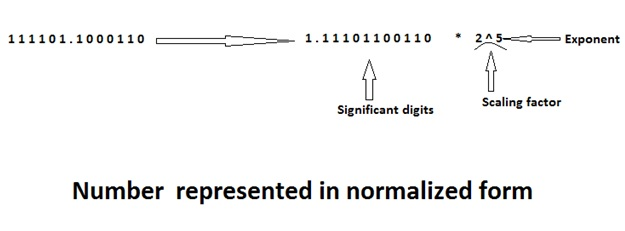 111101.1000110 1.11101100110 * 2^5 Exponent
Significant digits Scaling factor
Number represented in normalized form